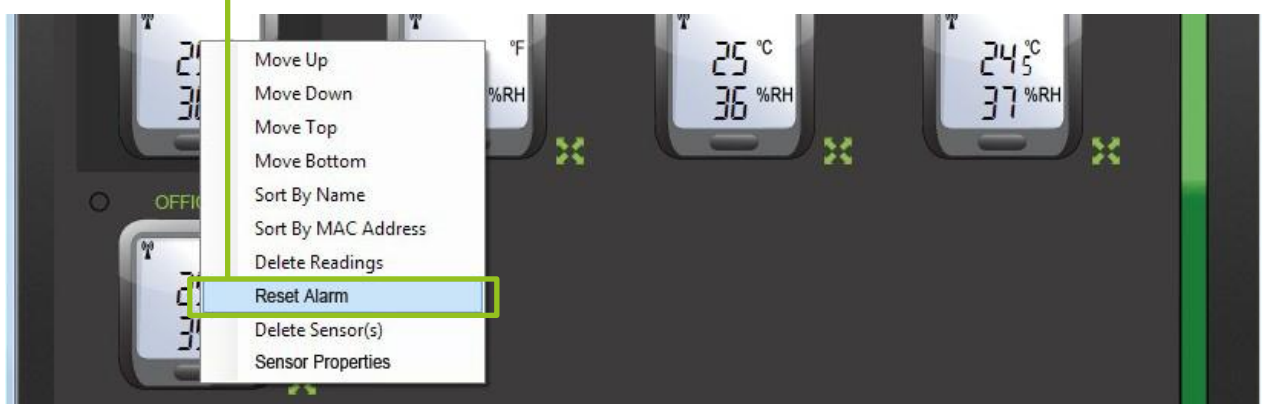 °F
%RH
25 °C
36 %RH
24 5 °C
37 %RH
Move Up
Move Down
Move Top
Move Bottom
Sort By Name
Sort By MAC Address
Delete Readings
Reset Alarm
Delete Sensor(s)
Sensor Properties